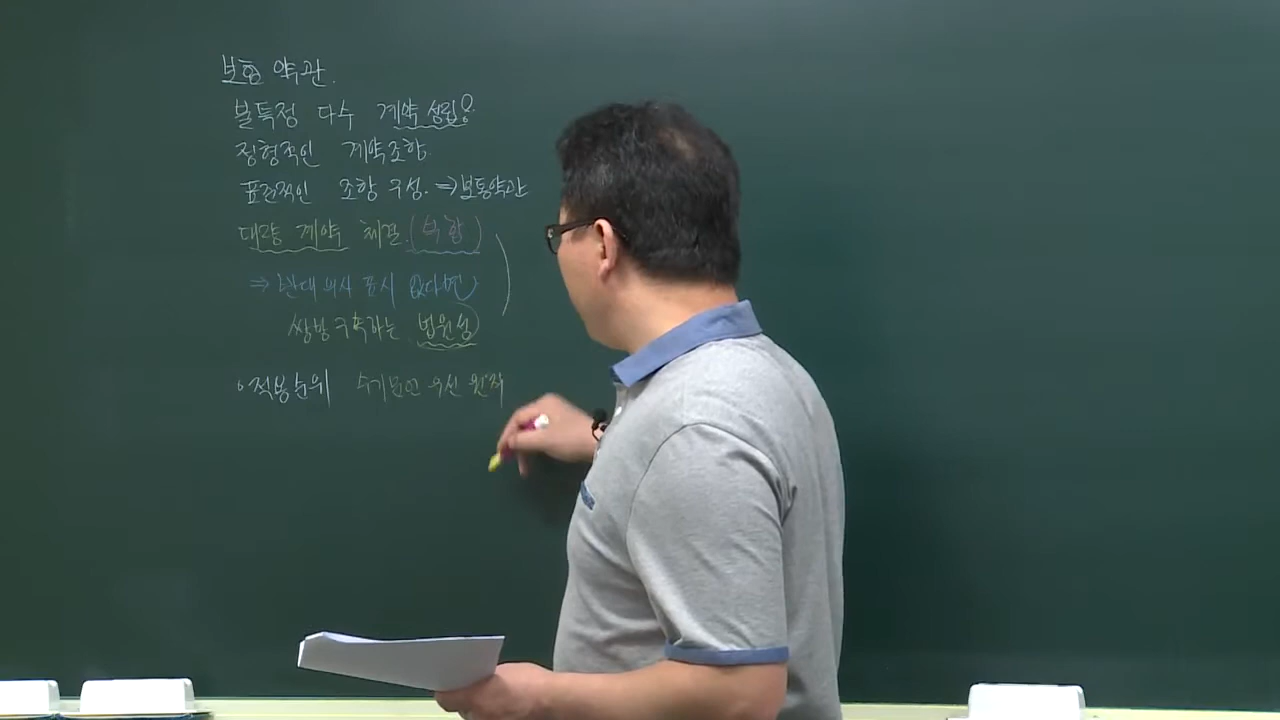 보험 약관.
불특정 다수 계약 성립용.
정형적인 계약조항.
표준적인 조항 구성. ⇒ 보통약관
대량 계약 체결. (부합)
⇒ 반대 의사 표시 없다면
쌍방 구속하는 법원성
○ 적용순위 수기문언 우선 원칙